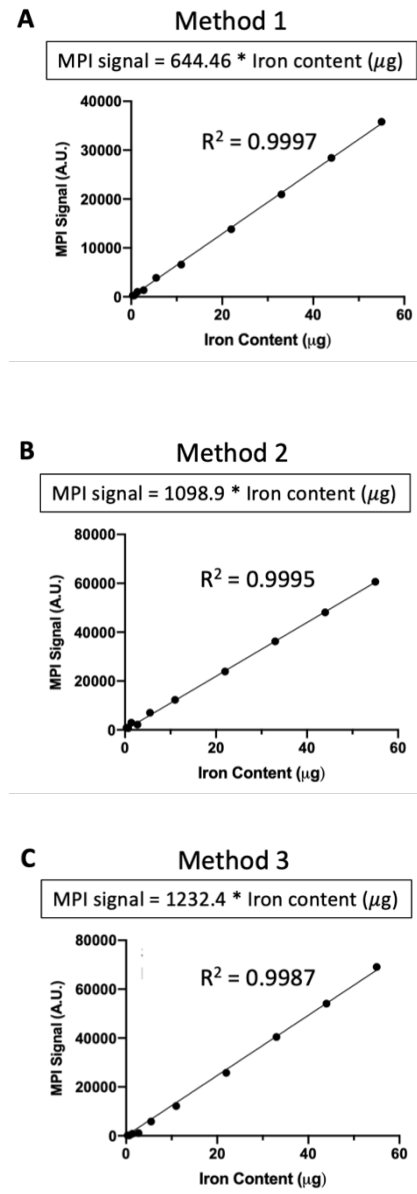 A
Method 1
MPI signal = 644.46 * Iron content (µg)
40000
R² = 0.9997
30000
20000
10000
0
MPI Signal (A.U.)
0
20
40
60
Iron Content (µg)
B
Method 2
MPI signal = 1098.9 * Iron content (µg)
80000
R² = 0.9995
60000
40000
20000
0
MPI Signal (A.U.)
0
20
40
60
Iron Content (µg)
C
Method 3
MPI signal = 1232.4 * Iron content (µg)
80000
R² = 0.9987
60000
40000
20000
0
MPI Signal (A.U.)
0
20
40
60
Iron Content (µg)